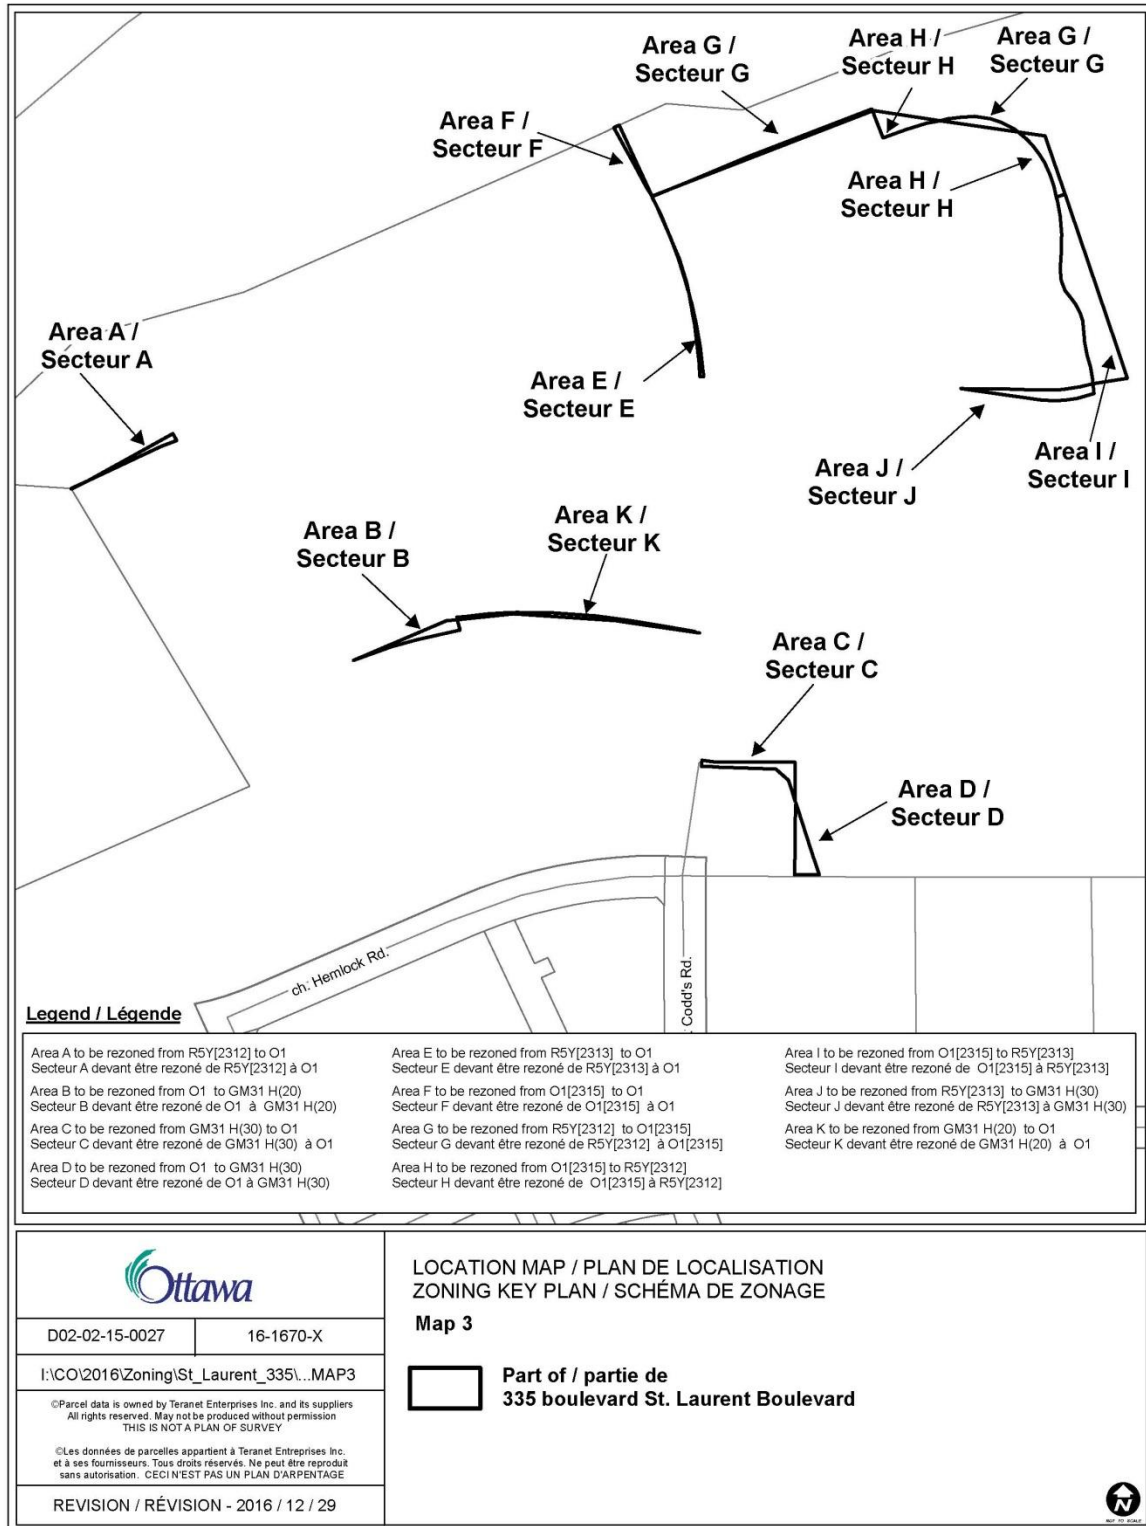 Area G /
Secteur G
Area H /
Secteur H
Area G /
Secteur G
Area F /
Secteur F
Area H /
Secteur H
Area A /
Secteur A
Area E /
Secteur E
Area I /
Secteur I
Area J /
Secteur J
Area B /
Secteur B
Area K /
Secteur K
Area C /
Secteur C
Area D /
Secteur D
ch. Hemlock Rd.
Codd's Rd.
Legend / Légende
Area A to be rezoned from R5Y[2312] to O1
Secteur A devant être rezoné de R5Y[2312] à O1
Area B to be rezoned from O1 to GM31 H(20)
Secteur B devant être rezoné de O1 à GM31 H(20)
Area C to be rezoned from GM31 H(30) to O1
Secteur C devant être rezoné de GM31 H(30) à O1
Area D to be rezoned from O1 to GM31 H(30)
Secteur D devant être rezoné de O1 à GM31 H(30)
Area E to be rezoned from R5Y[2313] to O1
Secteur E devant être rezoné de R5Y[2313] à O1
Area F to be rezoned from O1[2315] to O1
Secteur F devant être rezoné de O1[2315] à O1
Area G to be rezoned from R5Y[2312] to O1[2315]
Secteur G devant être rezoné de R5Y[2312] à O1[2315]
Area H to be rezoned from O1[2315] to R5Y[2312]
Secteur H devant être rezoné de O1[2315] à R5Y[2312]
Area I to be rezoned from O1[2315] to R5Y[2313]
Secteur I devant être rezoné de O1[2315] à R5Y[2313]
Area J to be rezoned from R5Y[2313] to GM31 H(30)
Secteur J devant être rezoné de R5Y[2313] à GM31 H(30)
Area K to be rezoned from GM31 H(20) to O1
Secteur K devant être rezoné de GM31 H(20) à O1
Ottawa
D02-02-15-0027
16-1670-X
I:\CO\2016\Zoning\St_Laurent_335\...MAP3
©Parcel data is owned by Teranet Enterprises Inc. and its suppliers
All rights reserved. May not be produced without permission
THIS IS NOT A PLAN OF SURVEY
©Les données de parcelles appartient à Teranet Entreprises Inc.
et à ses fournisseurs. Tous droits réservés. Ne peut être reproduit
sans autorisation. CECI N'EST PAS UN PLAN D'ARPENTAGE
REVISION / RÉVISION - 2016 / 12 / 29
LOCATION MAP / PLAN DE LOCALISATION
ZONING KEY PLAN / SCHÉMA DE ZONAGE
Map 3
Part of / partie de
335 boulevard St. Laurent Boulevard
N
NOT TO SCALE